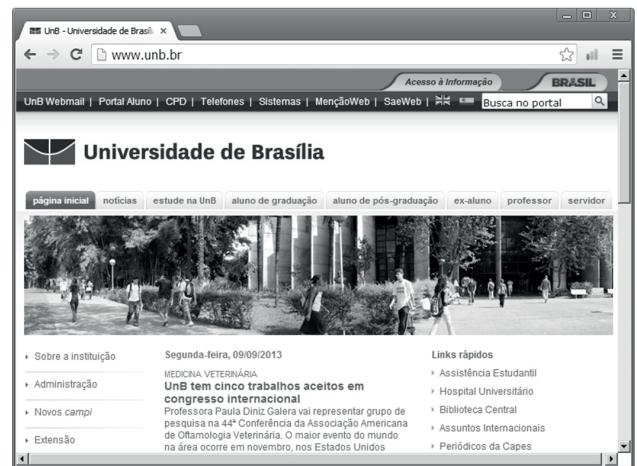 UnB - Universidade de Brasíli
www.unb.br
Acesso à Informação
BRASIL
UnB Webmail | Portal Aluno | CPD | Telefones | Sistemas | MençãoWeb | SaeWeb |
Busca no portal
Universidade de Brasília
página inicial notícias estude na UnB aluno de graduação aluno de pós-graduação ex-aluno professor servidor
Sobre a instituição
Administração
Novos campi
Extensão
Segunda-feira, 09/09/2013
MEDICINA VETERINÁRIA
UnB tem cinco trabalhos aceitos em
congresso internacional
Professora Paula Diniz Galera vai representar grupo de
pesquisa na 44ª Conferência da Associação Americana
de Oftamologia Veterinária. O maior evento do mundo
na área ocorre em novembro, nos Estados Unidos
Links rápidos
Assistência Estudantil
Hospital Universitário
Biblioteca Central
Assuntos Internacionais
Periódicos da Capes